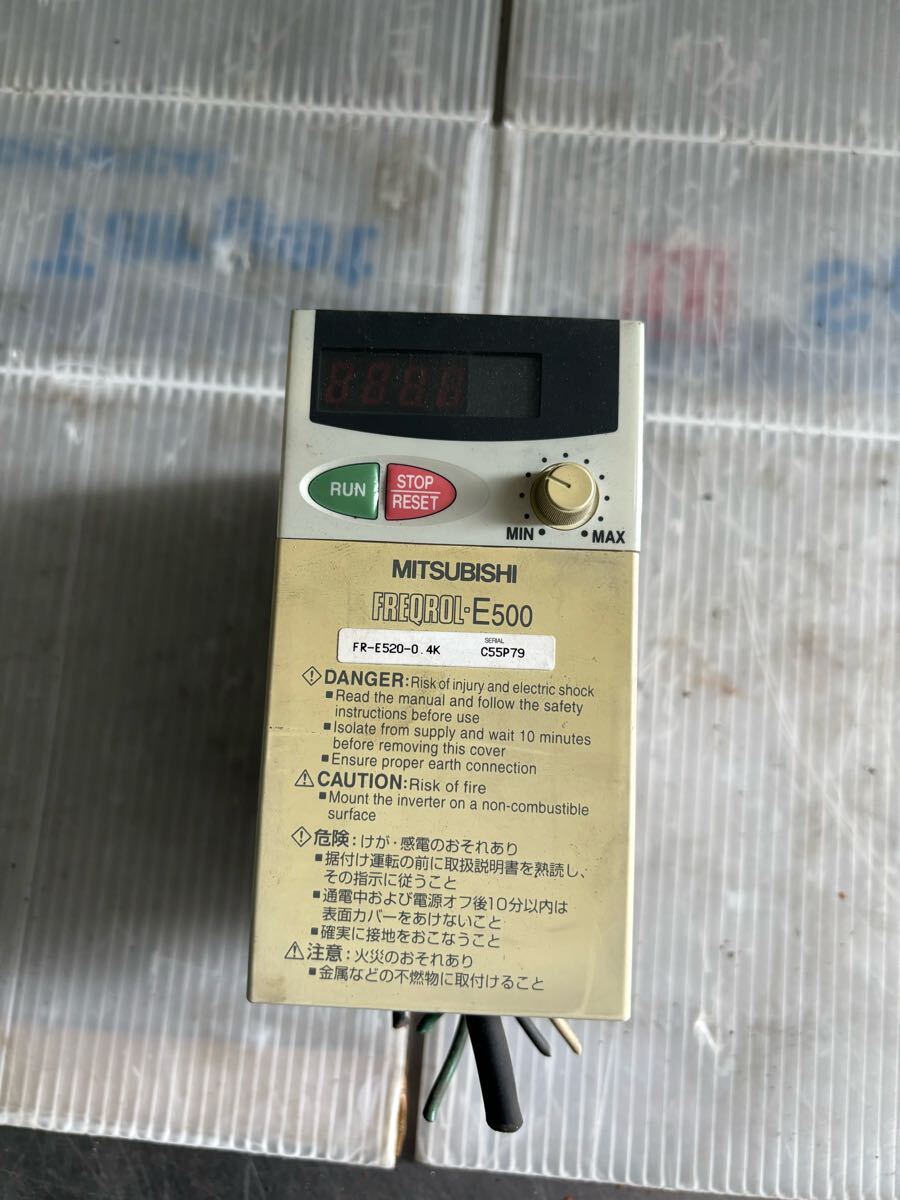 RUN
STOP
RESET
MIN
MAX
MITSUBISHI
FREQROL-E500
SERIAL
FR-E520-0.4K C55P79
DANGER:Risk of injury and electric shock
■Read the manual and follow the safety
instructions before use
■Isolate from supply and wait 10 minutes
before removing this cover
■Ensure proper earth connection
CAUTION:Risk of fire
■Mount the inverter on a non-combustible
surface
危険:けが・感電のおそれあり
■据付け運転の前に取扱説明書を熟読し、
その指示に従うこと
■通電中および電源オフ後10分以内は
表面カバーをあけないこと
■確実に接地をおこなうこと
注意:火災のおそれあり
■金属などの不燃物に取付けること